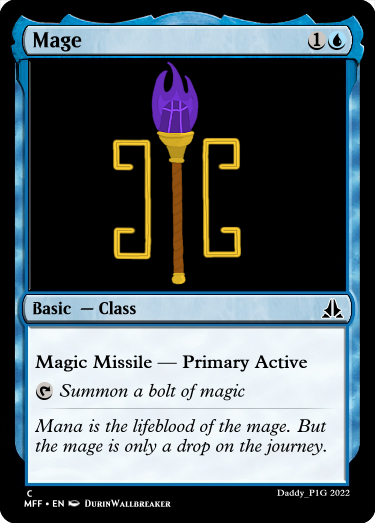 Mage 1
Basic — Class
Magic Missile — Primary Active
Summon a bolt of magic
Mana is the lifeblood of the mage. But
the mage is only a drop on the journey.
C
MFF • EN DurinWallbreaker
Daddy_P1G 2022